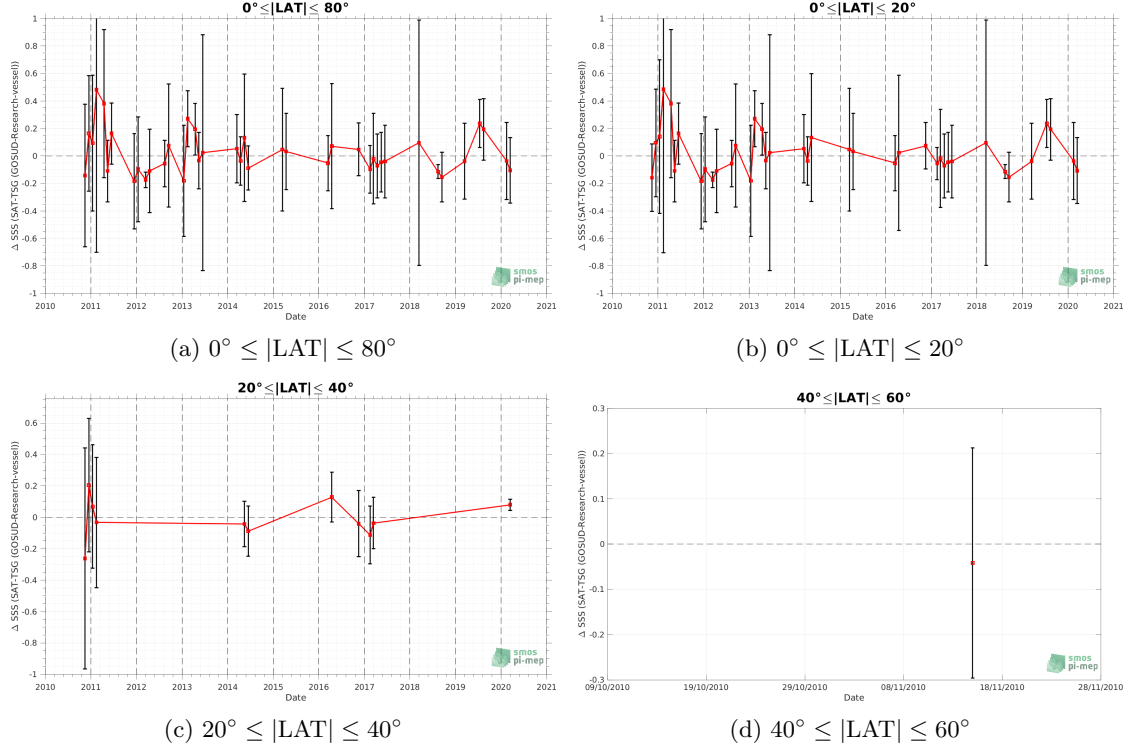 0°≤|LAT|≤ 80°
Δ SSS (SAT-TSG (GOSUD-Research-vessel))
1
0.8
0.6
0.4
0.2
0
-0.2
-0.4
-0.6
-0.8
-1
2010 2011 2012 2013 2014 2015 2016 2017 2018 2019 2020 2021
Date
smos
pi-mep
(a) 0° ≤ |LAT| ≤ 80°
0°≤|LAT|≤ 20°
Δ SSS (SAT-TSG (GOSUD-Research-vessel))
1
0.8
0.6
0.4
0.2
0
-0.2
-0.4
-0.6
-0.8
-1
2010 2011 2012 2013 2014 2015 2016 2017 2018 2019 2020 2021
Date
smos
pi-mep
(b) 0° ≤ |LAT| ≤ 20°
20°≤|LAT|≤ 40°
Δ SSS (SAT-TSG (GOSUD-Research-vessel))
0.6
0.4
0.2
0
-0.2
-0.4
-0.6
-0.8
-1
2010 2011 2012 2013 2014 2015 2016 2017 2018 2019 2020 2021
Date
smos
pi-mep
(c) 20° ≤ |LAT| ≤ 40°
40°≤|LAT|≤ 60°
Δ SSS (SAT-TSG (GOSUD-Research-vessel))
0.3
0.2
0.1
0
-0.1
-0.2
-0.3
09/10/2010 19/10/2010 29/10/2010 08/11/2010 18/11/2010 28/11/2010
Date
smos
pi-mep
(d) 40° ≤ |LAT| ≤ 60°